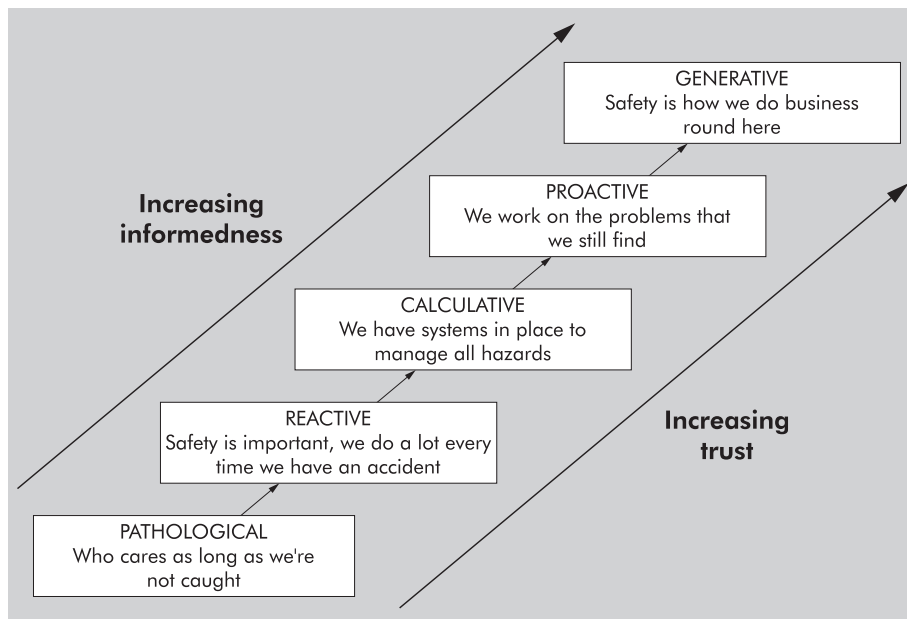 GENERATIVE
Safety is how we do business
round here
PROACTIVE
We work on the problems that
we still find
Increasing
informedness
CALCULATIVE
We have systems in place to
manage all hazards
REACTIVE
Safety is important, we do a lot every
time we have an accident
Increasing
trust
PATHOLOGICAL
Who cares as long as we're
not caught